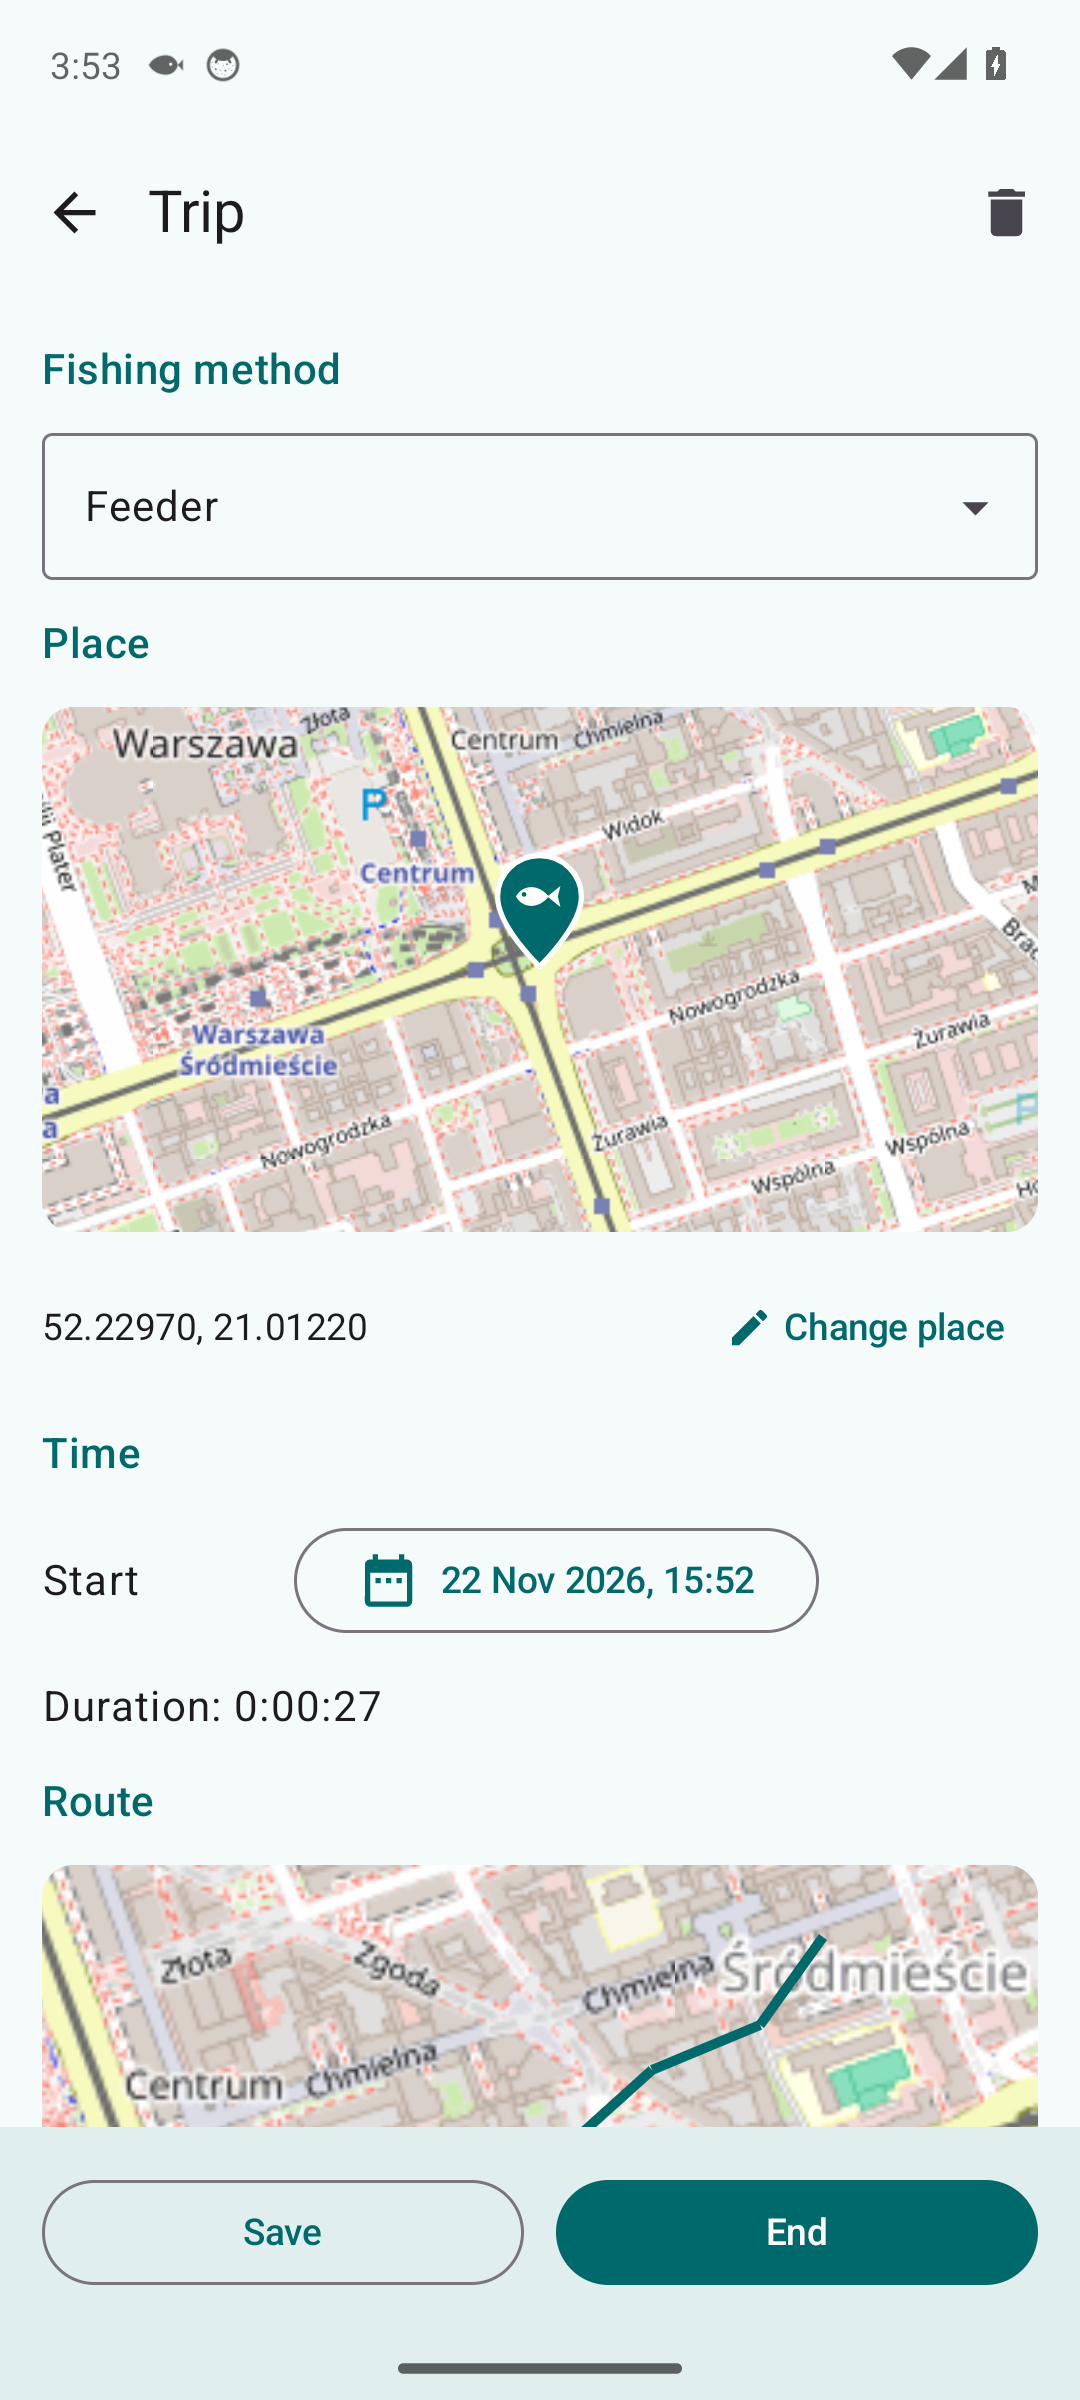 3:53
Trip
Fishing method
Feeder
Place
Warszawa
Złota
Centrum
Chmielna
P
Widok
Plater
Centrum
Nowogrodzka
Żurawia
Warszawa
Śródmieście
a
a
P
Nowogrodzka
Żurawia
Wspólna
Wspólna
52.22970, 21.01220
Change place
Time
Start
22 Nov 2026, 15:52
Duration: 0:00:27
Route
Złota
Zgoda
Chmielna
Śródmieście
Centrum
Chmielna
Save
End